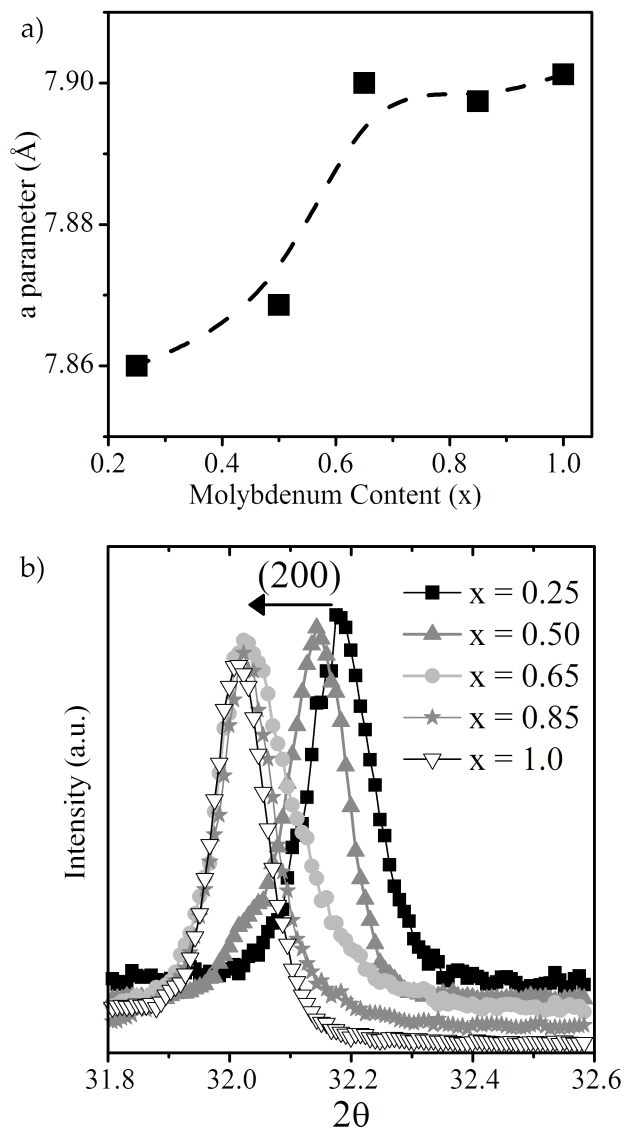 a)
7.90
7.88
7.86
a parameter (Å)
0.2 0.4 0.6 0.8 1.0
Molybdenum Content (x)
b)
(200)
x = 0.25
x = 0.50
x = 0.65
x = 0.85
x = 1.0
Intensity (a.u.)
31.8 32.0 32.2 32.4 32.6
2θ